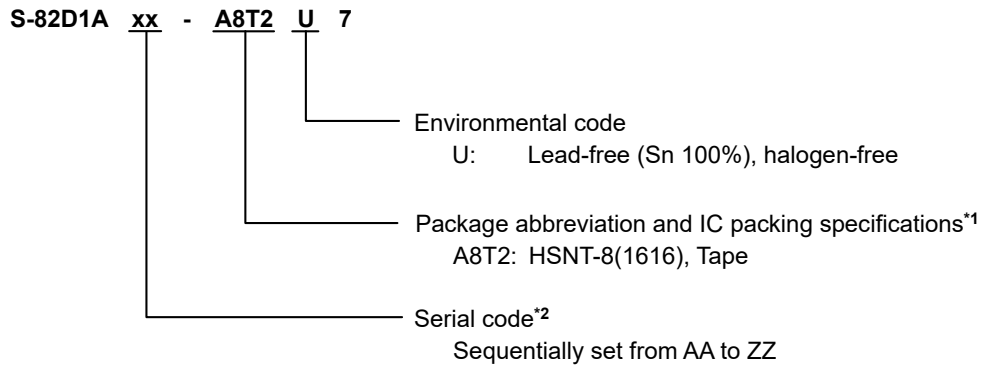 S-82D1A xx - A8T2 U 7
Environmental code
U: Lead-free (Sn 100%), halogen-free
Package abbreviation and IC packing specifications*1
A8T2: HSNT-8(1616), Tape
Serial code*2
Sequentially set from AA to ZZ